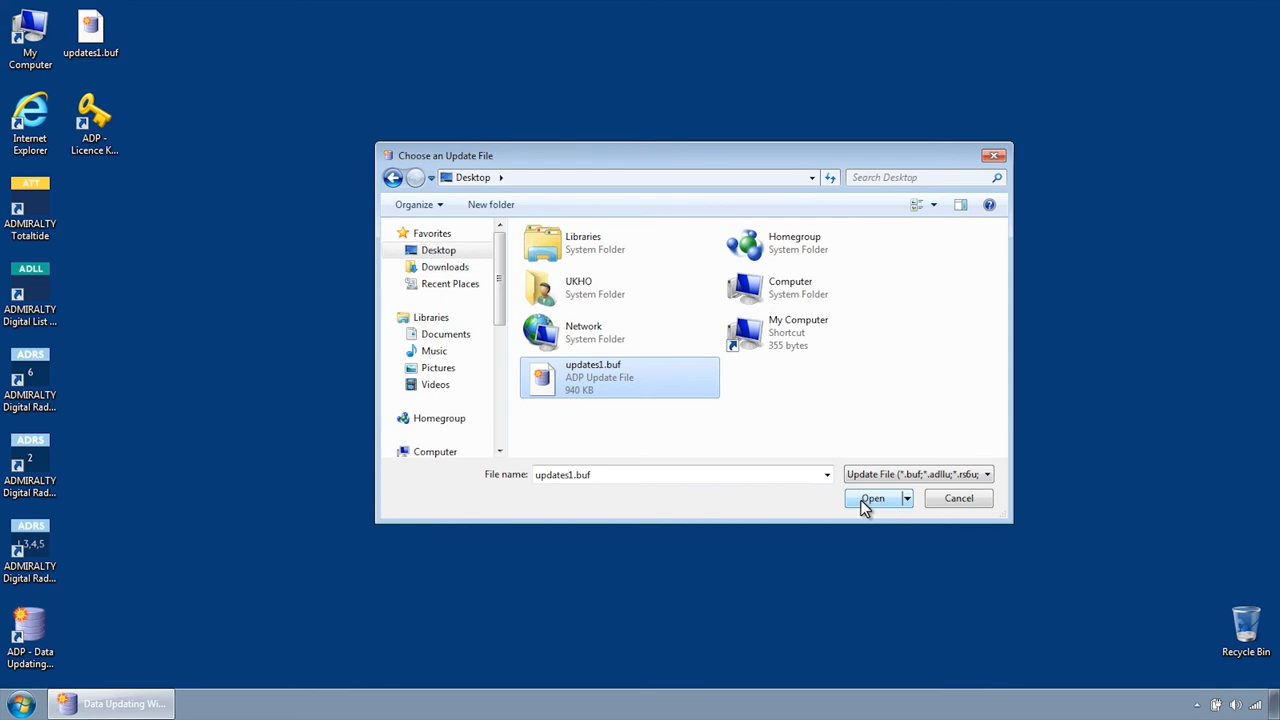 My
Computer
updates1.buf
Internet
Explorer
ADP -
Licence K...
ATT
ADMIRALTY
Totaltide
ADLL
ADMIRALTY
Digital List ...
ADRS
6
ADMIRALTY
Digital Rad...
ADRS
2
ADMIRALTY
Digital Rad...
ADRS
1,3,4,5
ADMIRALTY
Digital Rad...
ADP - Data
Updating...
Choose an Update File
Desktop
Search Desktop
Organize
New folder
Favorites
Desktop
Downloads
Recent Places
Libraries
Documents
Music
Pictures
Videos
Homegroup
Computer
Libraries
System Folder
Homegroup
System Folder
UKHO
System Folder
Computer
System Folder
Network
System Folder
My Computer
Shortcut
355 bytes
updates1.buf
ADP Update File
940 KB
File name:
updates1.buf
Update File (*.buf;*.adllu;*.rs6u;
Open
Cancel
Recycle Bin
Data Updating Wi...